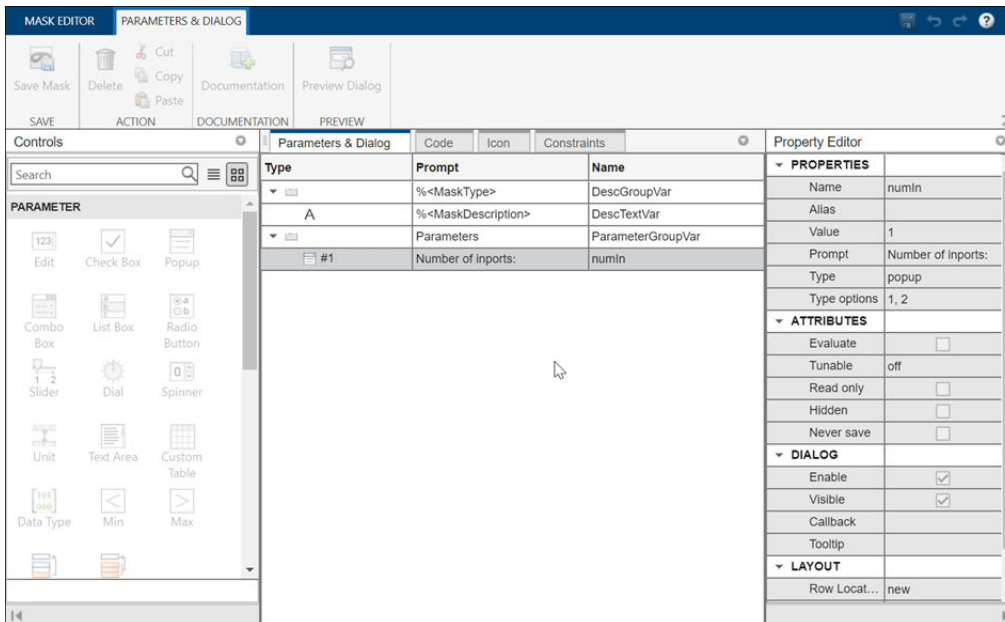 MASK EDITOR PARAMETERS & DIALOG
Save Mask
Delete
Cut
Copy
Paste
Documentation
Preview Dialog
SAVE ACTION DOCUMENTATION PREVIEW
Controls
Search
PARAMETER
123
Edit
Check Box
Popup
Combo Box
b
List Box
a
b
Radio Button
1 2
Slider
Dial
0
Spinner
Unit
Text Area
Custom Table
Data Type
<
Min
>
Max
Parameters & Dialog Code Icon Constraints
Type Prompt Name
%<MaskType> DescGroupVar
A %<MaskDescription> DescTextVar
Parameters ParameterGroupVar
#1 Number of inports: numIn
Property Editor
PROPERTIES
Name numIn
Alias
Value 1
Prompt Number of inports:
Type popup
Type options 1, 2
ATTRIBUTES
Evaluate
Tunable off
Read only
Hidden
Never save
DIALOG
Enable
Visible
Callback
Tooltip
LAYOUT
Row Locat... new